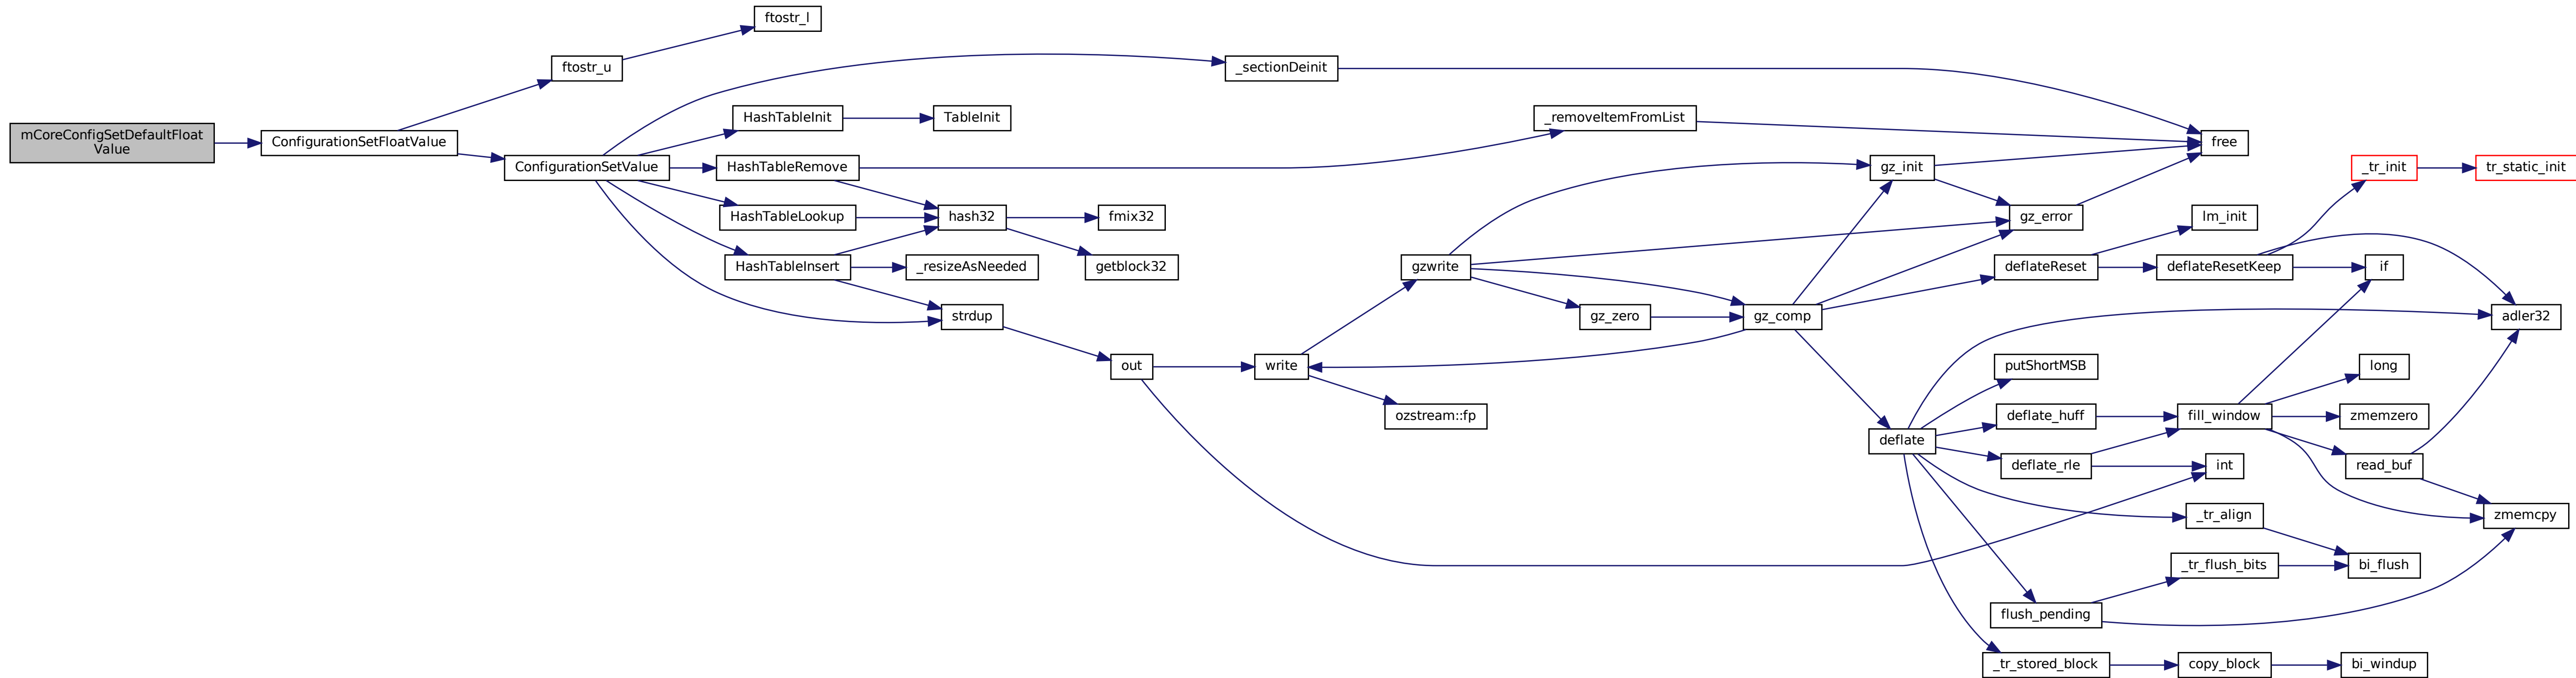 mCoreConfigSetDefaultFloat
Value
ConfigurationSetFloatValue
ftostr_u
ftostr_l
ConfigurationSetValue
_sectionDeinit
HashTableInit
TableInit
HashTableRemove
_removeItemFromList
HashTableLookup
hash32
fmix32
HashTableInsert
_resizeAsNeeded
getblock32
strdup
out
write
gzwrite
ozstream::fp
gz_zero
gz_comp
gz_init
gz_error
free
deflateReset
lm_init
deflateResetKeep
_tr_init
tr_static_init
if
adler32
deflate
putShortMSB
deflate_huff
deflate_rle
fill_window
long
zmemzero
read_buf
int
zmemcpy
_tr_align
bi_flush
_tr_flush_bits
flush_pending
_tr_stored_block
copy_block
bi_windup